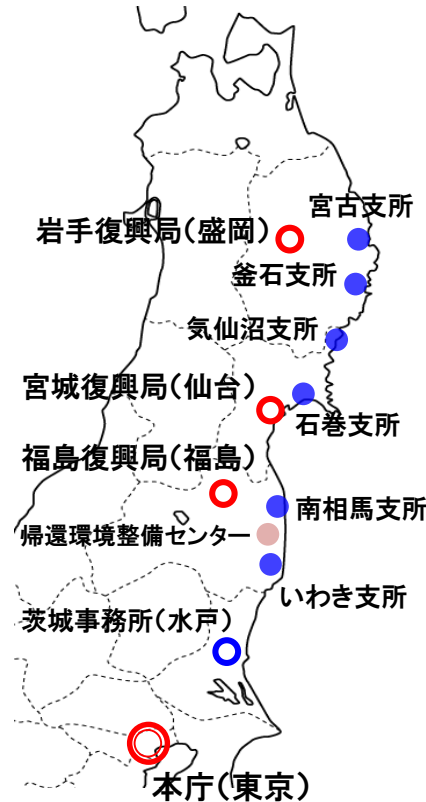 宮古支所
岩手復興局(盛岡)
釜石支所
気仙沼支所
宮城復興局(仙台)
石巻支所
福島復興局(福島)
南相馬支所
帰還環境整備センター
いわき支所
茨城事務所(水戸)
本庁(東京)